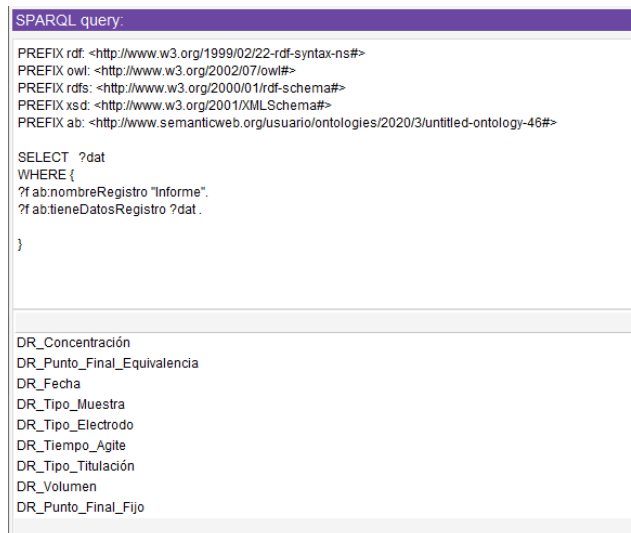 SPARQL query:
PREFIX rdf: <http://www.w3.org/1999/02/22-rdf-syntax-ns#>
PREFIX owl: <http://www.w3.org/2002/07/owl#>
PREFIX rdfs: <http://www.w3.org/2000/01/rdf-schema#>
PREFIX xsd: <http://www.w3.org/2001/XMLSchema#>
PREFIX ab: <http://www.semanticweb.org/usuario/ontologies/2020/3/untitled-ontology-46#>
SELECT ?dat
WHERE {
?f ab:nombreRegistro "Informe".
?f ab:tieneDatosRegistro ?dat .
}
DR_Concentración
DR_Punto_Final_Equivalencia
DR_Fecha
DR_Tipo_Muestra
DR_Tipo_Electrodo
DR_Tiempo_Agite
DR_Tipo_Titulación
DR_Volumen
DR_Punto_Final_Fijo